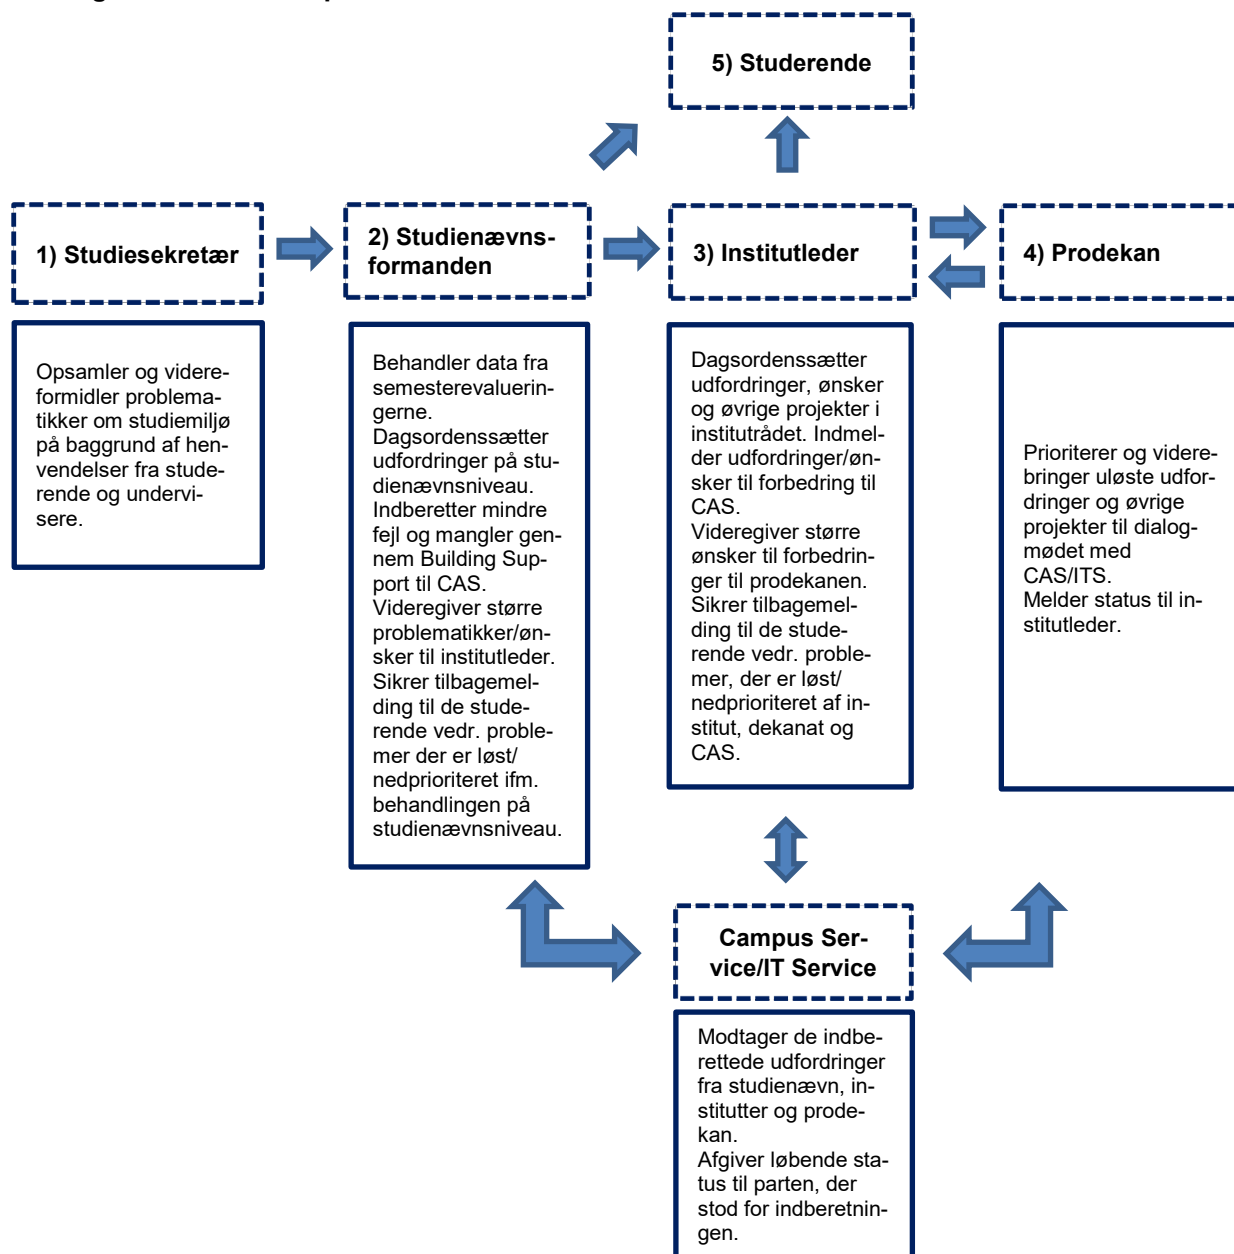 5) Studerende
1) Studiesekretær
2) Studienævns-
formanden
3) Institutleder
4) Prodekan
Opsamler og videre-
formidler problema-
tikker om studiemiljø
på baggrund af hen-
vendelser fra stude-
rende og undervi-
sere.
Behandler data fra
semesterevaluerin-
gerne.
Dagsordenssætter
udfordringer på stu-
dienævnsniveau.
Indberetter mindre
fejl og mangler gen-
nem Building Sup-
port til CAS.
Videregiver større
problematikker/øn-
sker til institutleder.
Sikrer tilbagemel-
ding til de stude-
rende vedr. proble-
mer der er løst/
nedprioriteret ifm.
behandlingen på
studienævnsniveau.
Dagsordenssætter
udfordringer, ønsker
og øvrige projekter i
institutrådet. Indmel-
der udfordringer/øn-
sker til forbedring til
CAS.
Videregiver større
ønsker til forbedrin-
ger til prodekanen.
Sikrer tilbagemel-
ding til de stude-
rende vedr. proble-
mer, der er løst/
nedprioriteret af in-
stitut, dekanat og
CAS.
Prioriterer og videre-
bringer uløste udfor-
dringer og øvrige
projekter til dialog-
mødet med
CAS/ITS.
Melder status til in-
stitutleder.
Campus Ser-
vice/IT Service
Modtager de indbe-
rettede udfordringer
fra studienævn, in-
stitutter og prode-
kan.
Afgiver løbende sta-
tus til parten, der
stod for indberetnin-
gen.